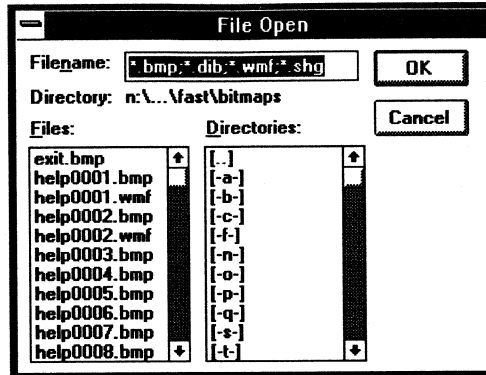 File Open
Filename: *.bmp;*.dib;*.wmf;*.shg
OK
Directory: n:\...\fast\bitmaps
Cancel
Files:
exit.bmp
help0001.bmp
help0001.wmf
help0002.bmp
help0002.wmf
help0003.bmp
help0004.bmp
help0005.bmp
help0006.bmp
help0007.bmp
help0008.bmp
Directories:
[..]
[-a-]
[-b-]
[-c-]
[-f-]
[-n-]
[-o-]
[-p-]
[-q-]
[-s-]
[-t-]